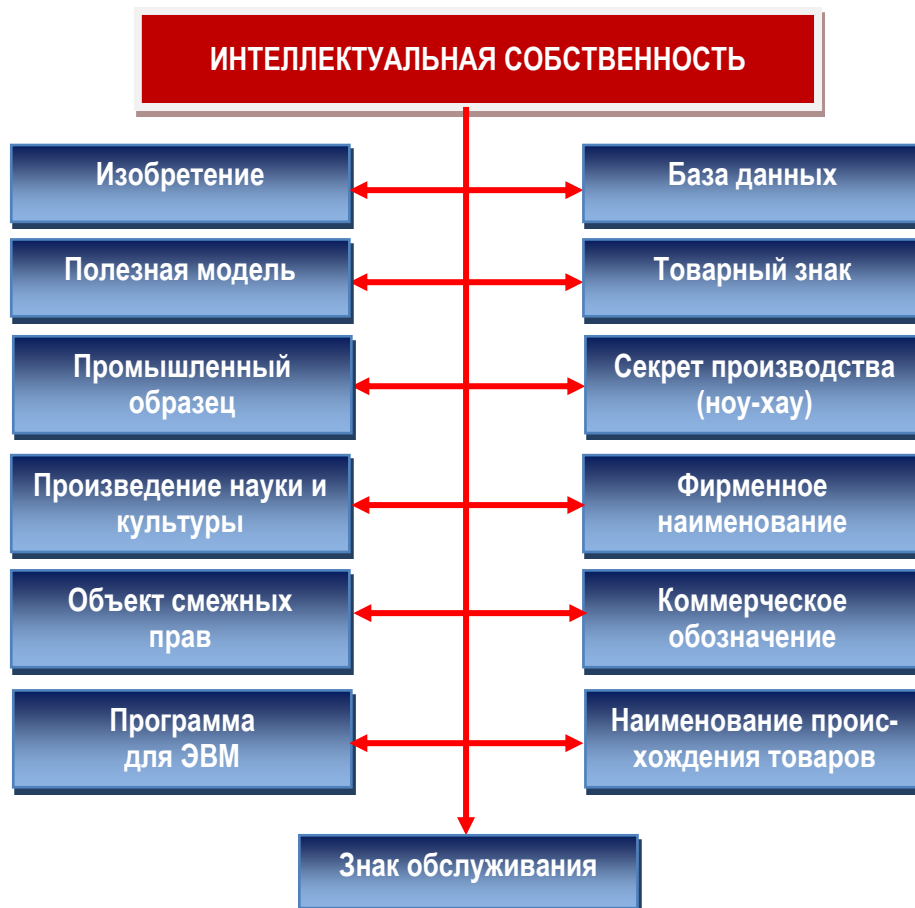 ИНТЕЛЛЕКТУАЛЬНАЯ СОБСТВЕННОСТЬ
Изобретение
База данных
Полезная модель
Товарный знак
Промышленный
образец
Секрет производства
(ноу-хау)
Произведение науки и
культуры
Фирменное
наименование
Объект смежных
прав
Коммерческое
обозначение
Программа
для ЭВМ
Наименование проис-
хождения товаров
Знак обслуживания